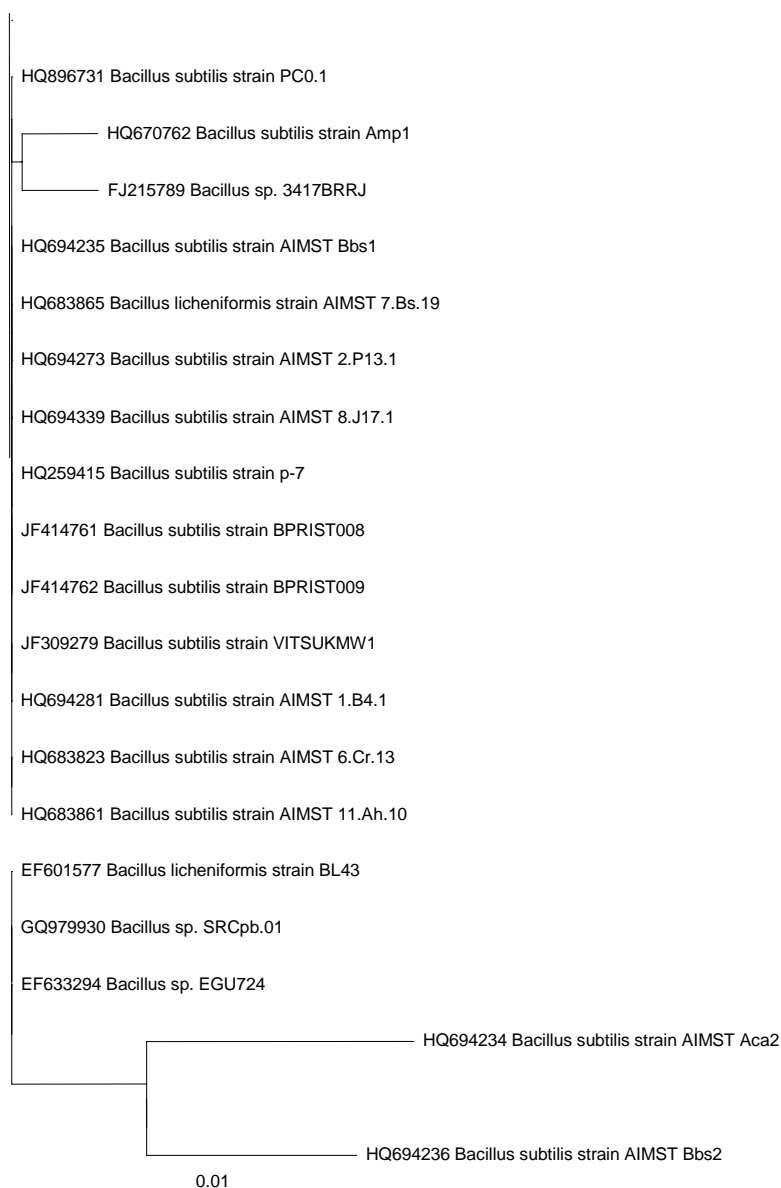 HQ896731 Bacillus subtilis strain PC0.1
HQ670762 Bacillus subtilis strain Amp1
FJ215789 Bacillus sp. 3417BRRJ
HQ694235 Bacillus subtilis strain AIMST Bbs1
HQ683865 Bacillus licheniformis strain AIMST 7.Bs.19
HQ694273 Bacillus subtilis strain AIMST 2.P13.1
HQ694339 Bacillus subtilis strain AIMST 8.J17.1
HQ259415 Bacillus subtilis strain p-7
JF414761 Bacillus subtilis strain BPRIST008
JF414762 Bacillus subtilis strain BPRIST009
JF309279 Bacillus subtilis strain VITSUKMW1
HQ694281 Bacillus subtilis strain AIMST 1.B4.1
HQ683823 Bacillus subtilis strain AIMST 6.Cr.13
HQ683861 Bacillus subtilis strain AIMST 11.Ah.10
EF601577 Bacillus licheniformis strain BL43
GQ979930 Bacillus sp. SRCpb.01
EF633294 Bacillus sp. EGU724
HQ694234 Bacillus subtilis strain AIMST Aca2
HQ694236 Bacillus subtilis strain AIMST Bbs2
0.01